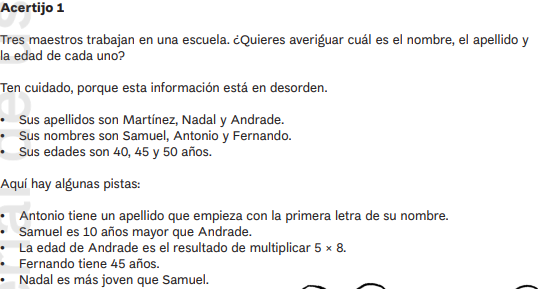 Acertijo 1
Tres maestros trabajan en una escuela. ¿Quieres averiguar cuál es el nombre, el apellido y
la edad de cada uno?
Ten cuidado, porque esta información está en desorden.
• Sus apellidos son Martínez, Nadal y Andrade.
• Sus nombres son Samuel, Antonio y Fernando.
• Sus edades son 40, 45 y 50 años.
Aquí hay algunas pistas:
• Antonio tiene un apellido que empieza con la primera letra de su nombre.
• Samuel es 10 años mayor que Andrade.
• La edad de Andrade es el resultado de multiplicar 5 × 8.
• Fernando tiene 45 años.
• Nadal es más joven que Samuel.